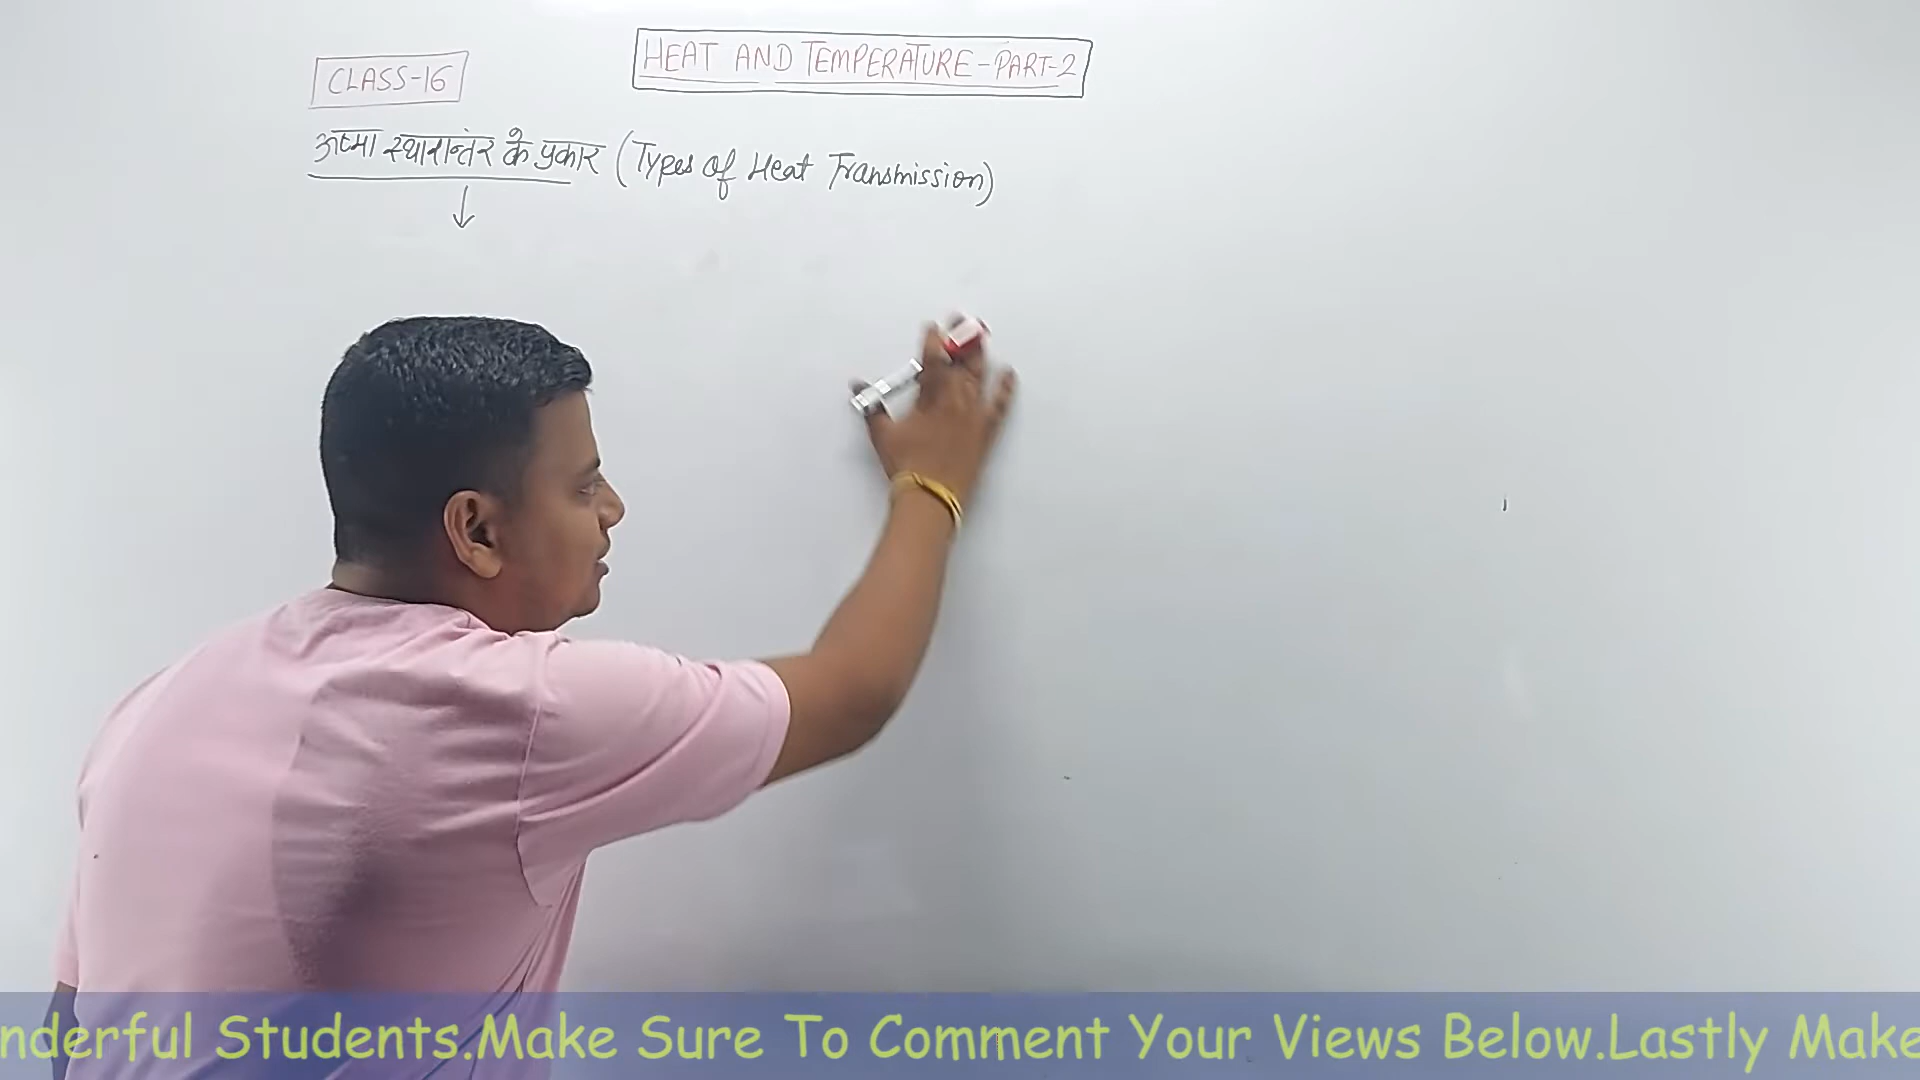 CLASS-16
HEAT AND TEMPERATURE-PART-2
ऊष्मा स्थानान्तर के प्रकार (Types of Heat Transmission)
nderful Students.Make Sure To Comment Your Views Below.Lastly Make